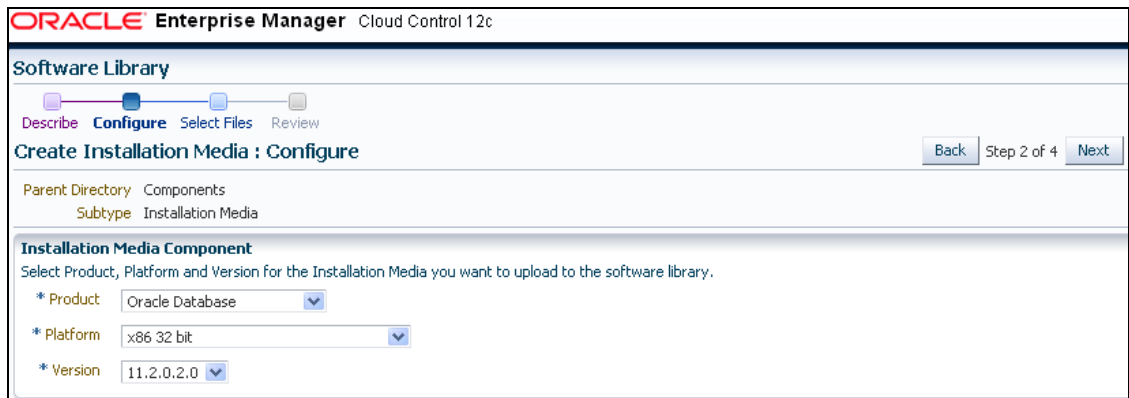 ORACLE Enterprise Manager Cloud Control 12c
Software Library
Describe Configure Select Files Review
Create Installation Media : Configure
Back Step 2 of 4 Next
Parent Directory Components
Subtype Installation Media
Installation Media Component
Select Product, Platform and Version for the Installation Media you want to upload to the software library.
* Product Oracle Database
* Platform x86 32 bit
* Version 11.2.0.2.0